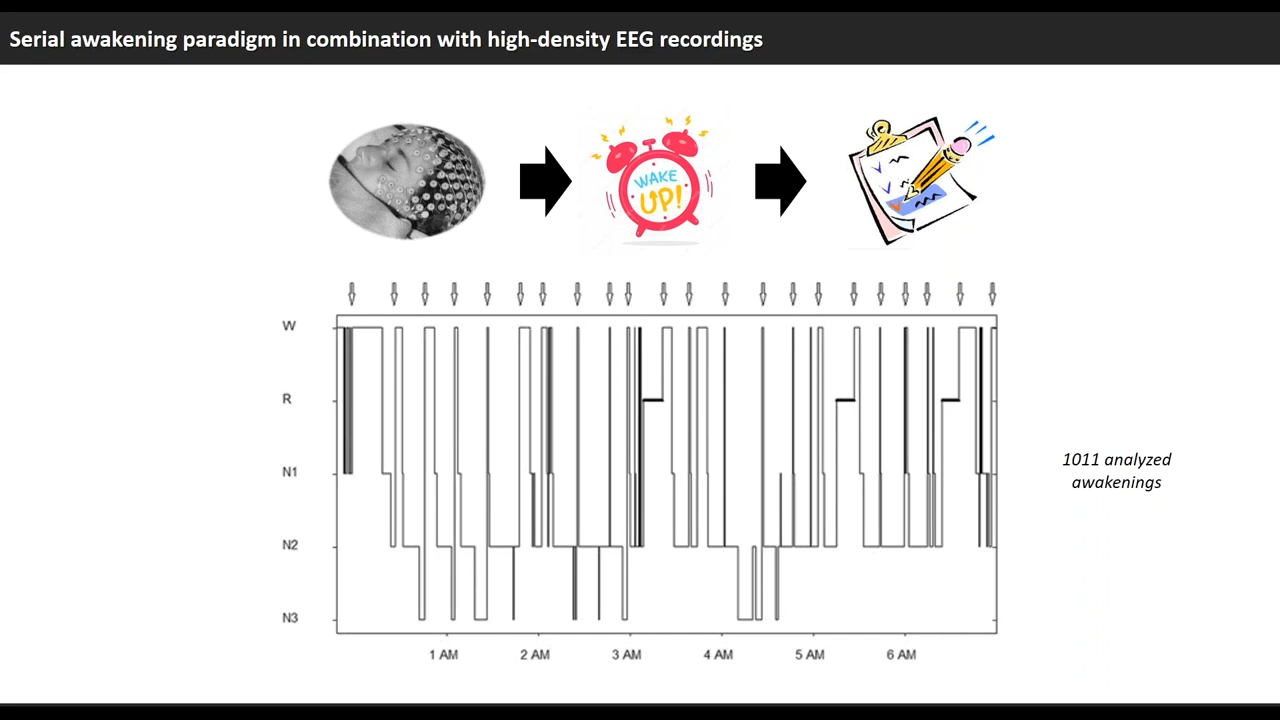 Serial awakening paradigm in combination with high-density EEG recordings
WAKE
UP!
W
R
N1
N2
N3
1 AM 2 AM 3 AM 4 AM 5 AM 6 AM
1011 analyzed
awakenings